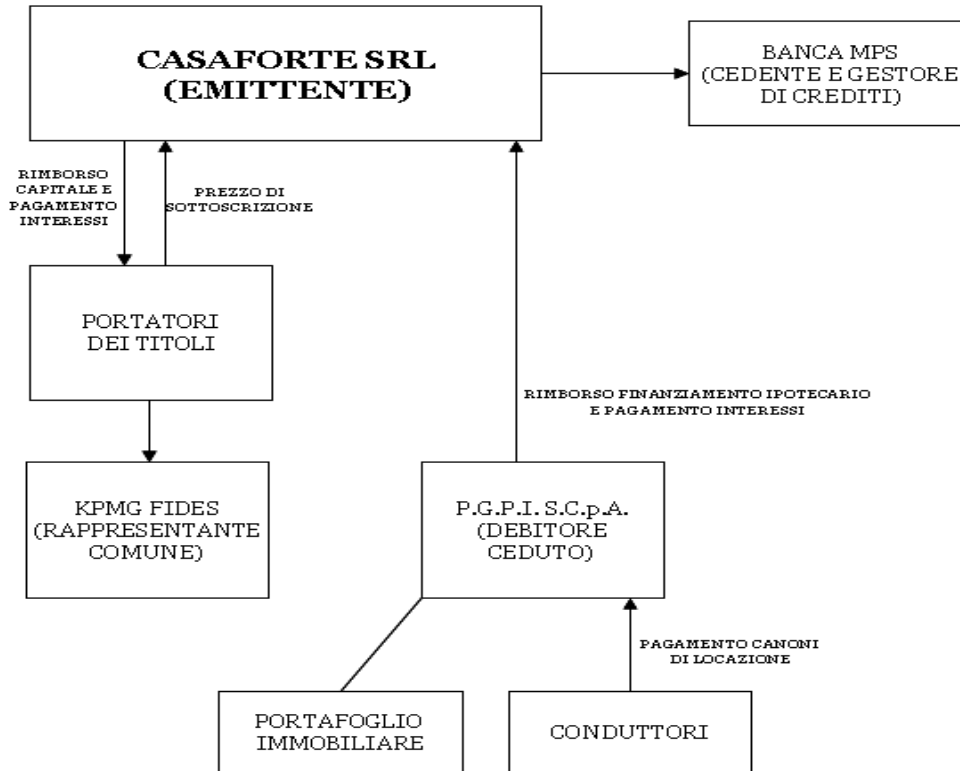 CASAFORTE SRL
(EMITTENTE)
BANCA MPS
(CEDENTE E GESTORE
DI CREDITI)
RIMBORSO
CAPITALE E
PAGAMENTO
INTERESSI
PREZZO DI
SOTTOSCRIZIONE
PORTATORI
DEI TITOLI
RIMBORSO FINANZIAMENTO IPOTECARIO
E PAGAMENTO INTERESSI
KPMG FIDES
(RAPPRESENTANTE
COMUNE)
P.G.P.I. S.C.p.A.
(DEBITORE
CEDUTO)
PAGAMENTO CANONI
DI LOCAZIONE
PORTAFOGLIO
IMMOBILIARE
CONDUTTORI